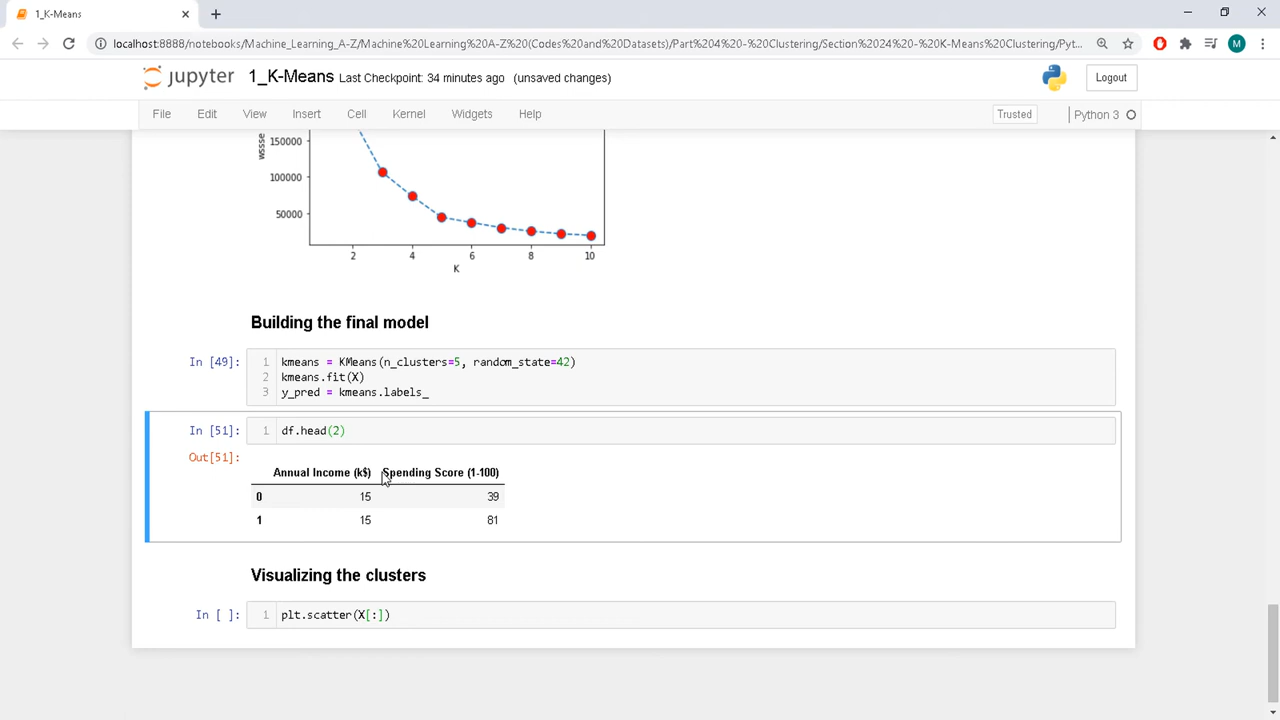 1_K-Means
localhost:8888/notebooks/Machine_Learning_A-Z/Machine%20Learning%20A-Z%20(Codes%20and%20Datasets)/Part%204%20-%20Clustering/Section%2024%20-%20K-Means%20Clustering/Pyt...
M
jupyter 1_K-Means Last Checkpoint: 34 minutes ago (unsaved changes)
Logout
File Edit View Insert Cell Kernel Widgets Help Trusted Python 3
wssse
150000
100000
50000
2 4 6 8 10
K
Building the final model
In [49]: 1 kmeans = KMeans(n_clusters=5, random_state=42)
2 kmeans.fit(X)
3 y_pred = kmeans.labels_
In [51]: 1 df.head(2)
Out[51]:
Annual Income (k$) Spending Score (1-100)
0 15 39
1 15 81
Visualizing the clusters
In [ ]: 1 plt.scatter(X[:])